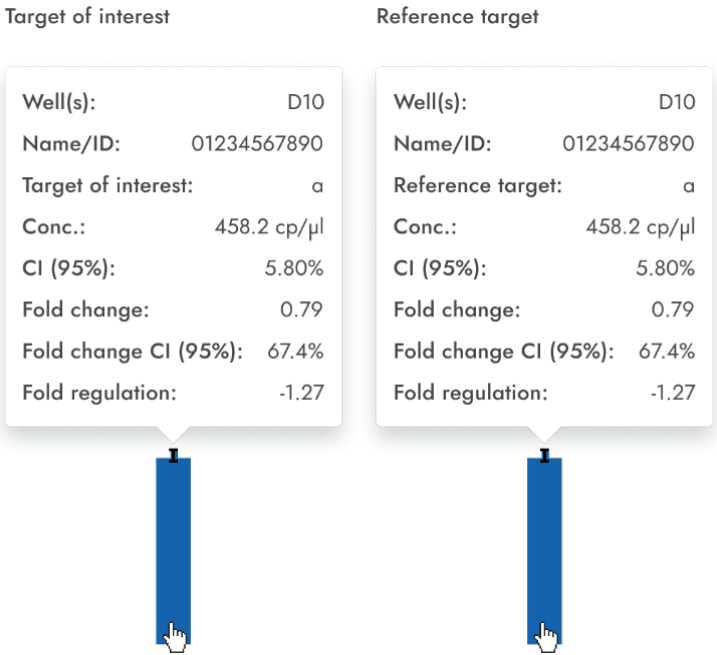 Target of interest
Well(s): D10
Name/ID: 01234567890
Target of interest: a
Conc.: 458.2 cp/µl
CI (95%): 5.80%
Fold change: 0.79
Fold change CI (95%): 67.4%
Fold regulation: -1.27
Reference target
Well(s): D10
Name/ID: 01234567890
Reference target: a
Conc.: 458.2 cp/µl
CI (95%): 5.80%
Fold change: 0.79
Fold change CI (95%): 67.4%
Fold regulation: -1.27